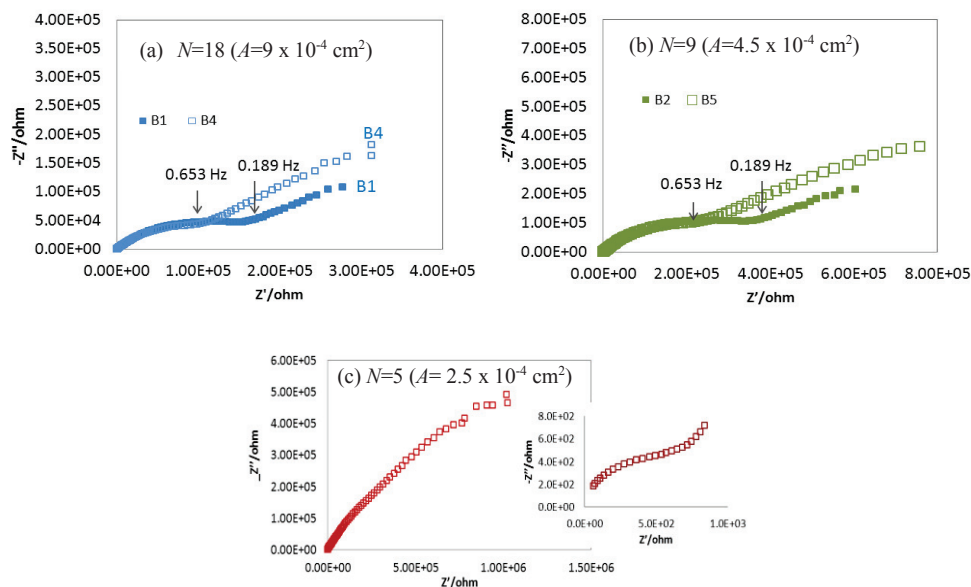 (a) N=18 (A=9 x 10-4 cm2)
-Z''/ohm
4.00E+05
3.50E+05
3.00E+05
2.50E+05
2.00E+05
1.50E+05
1.00E+05
5.00E+04
0.00E+00
B1 B4
0.653 Hz
0.189 Hz
B4
B1
0.00E+00 1.00E+05 2.00E+05 3.00E+05 4.00E+05
Z'/ohm
(b) N=9 (A=4.5 x 10-4 cm2)
-Z''/ohm
8.00E+05
7.00E+05
6.00E+05
5.00E+05
4.00E+05
3.00E+05
2.00E+05
1.00E+05
0.00E+00
B2 B5
0.653 Hz
0.189 Hz
0.00E+00 2.00E+05 4.00E+05 6.00E+05 8.00E+05
Z'/ohm
(c) N=5 (A= 2.5 x 10-4 cm2)
_Z''/ohm
6.00E+05
5.00E+05
4.00E+05
3.00E+05
2.00E+05
1.00E+05
0.00E+00
0.00E+00 5.00E+05 1.00E+06 1.50E+06
Z'/ohm
-Z''/ohm
8.0E+02
6.0E+02
4.0E+02
2.0E+02
0.0E+00
0.0E+00 5.0E+02 1.0E+03
Z'/ohm